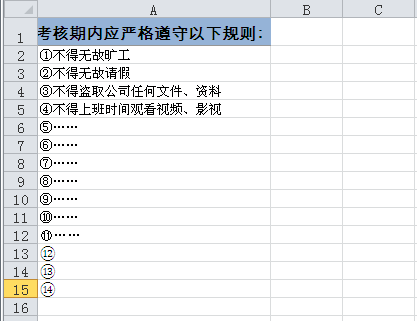 A B C
1 考核期内应严格遵守以下规则:
2 ①不得无故旷工
3 ②不得无故请假
4 ③不得盗取公司任何文件、资料
5 ④不得上班时间观看视频、影视
6 ⑤……
7 ⑥……
8 ⑦……
9 ⑧……
10 ⑨……
11 ⑩……
12 ⑪……
13 ⑫
14 ⑬
15 ⑭
16